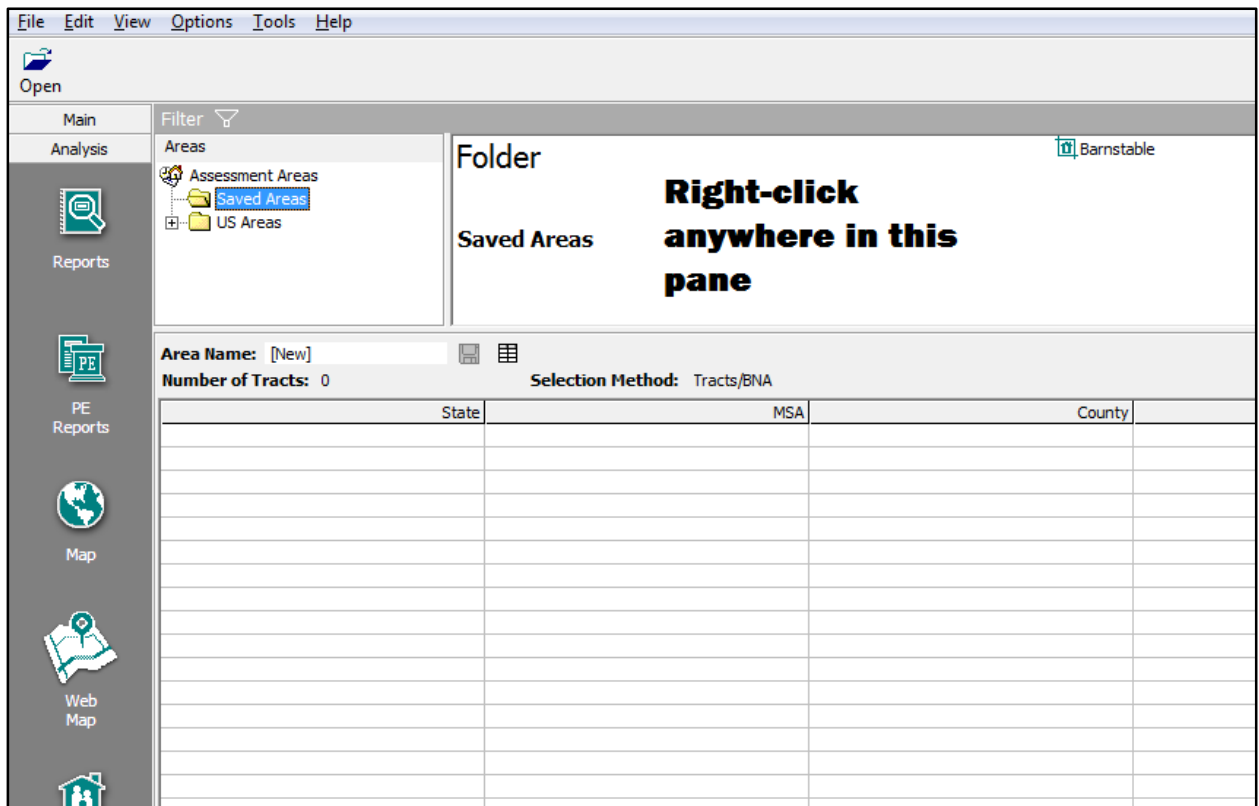 File Edit View Options Tools Help
Open
Main
Analysis
Reports
PE
PE
Reports
Map
Web
Map
Filter
Areas
Assessment Areas
Saved Areas
US Areas
Folder
Saved Areas
Right-click
anywhere in this
pane
Barnstable
Area Name: [New]
Number of Tracts: 0 Selection Method: Tracts/BNA
State MSA County